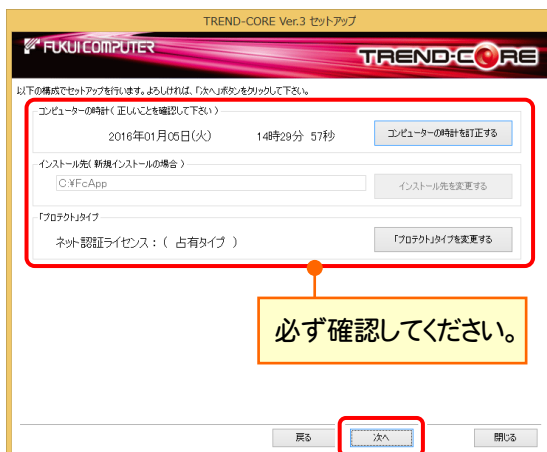 TREND-CORE Ver.3 セットアップ
FUKUI COMPUTER
TREND-CORE
以下の構成でセットアップを行います。よろしければ、「次へ」ボタンをクリックして下さい。
コンピューターの時計( 正しいことを確認して下さい )
2016年01月05日(火) 14時29分 57秒 コンピューターの時計を訂正する
インストール先( 新規インストールの場合 )
C:¥FcApp インストール先を変更する
「プロテクト」タイプ
ネット認証ライセンス：( 占有タイプ ) 「プロテクト」タイプを変更する
必ず確認してください。
戻る 次へ 閉じる